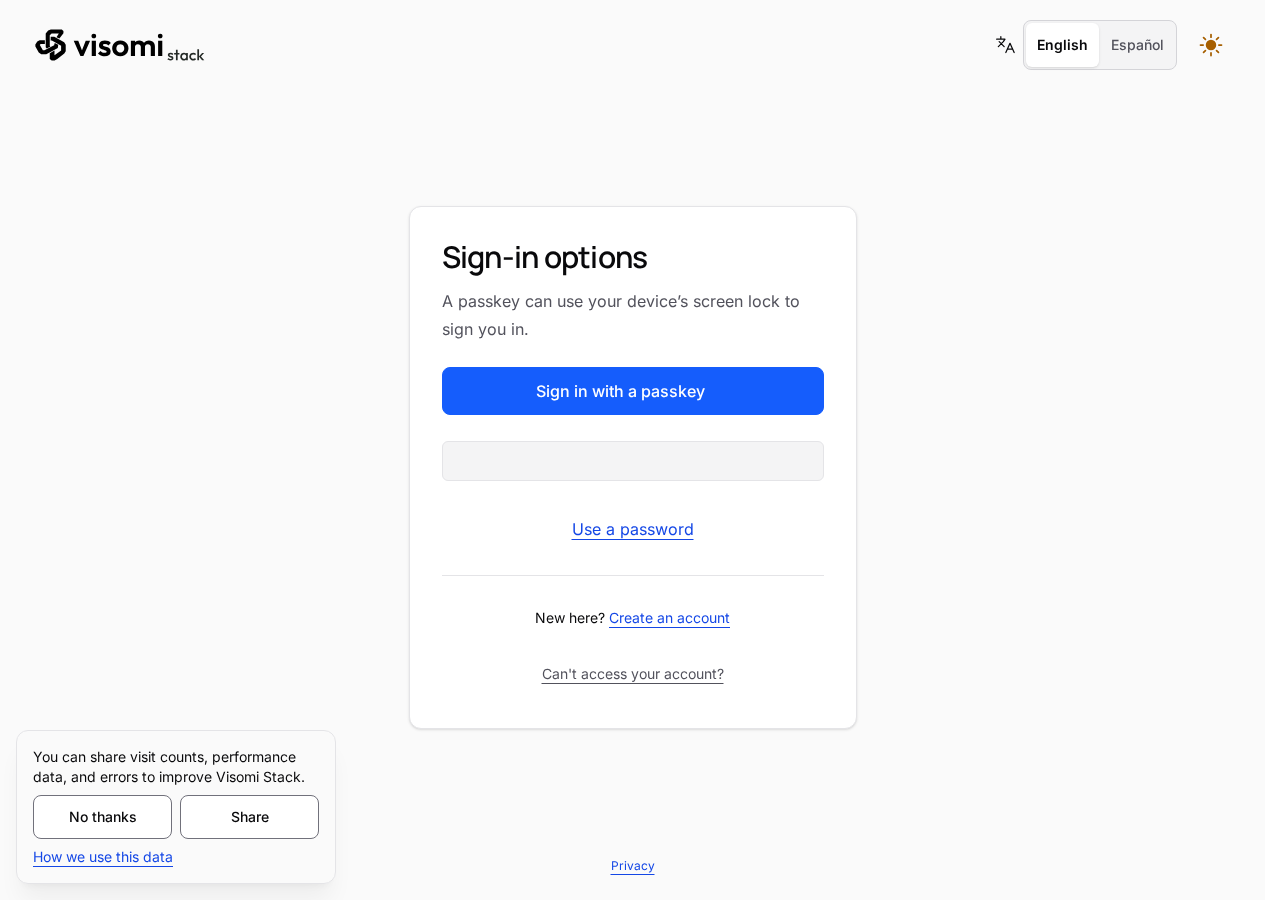 visomi stack
English Español
Sign-in options
A passkey can use your device’s screen lock to
sign you in.
Sign in with a passkey
Use a password
New here? Create an account
Can't access your account?
You can share visit counts, performance
data, and errors to improve Visomi Stack.
No thanks Share
How we use this data
Privacy